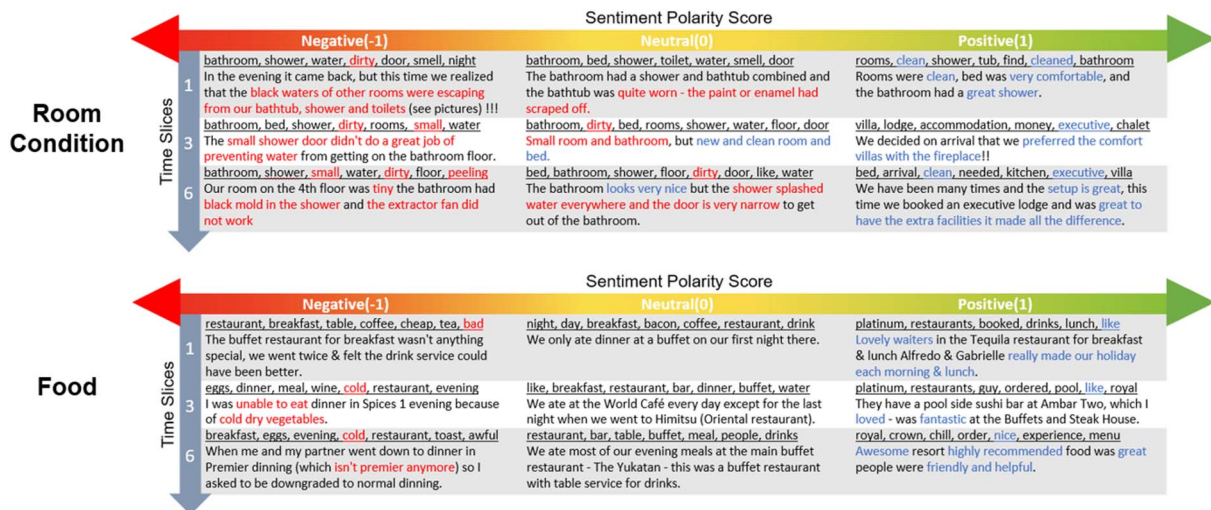 Sentiment Polarity Score
Negative(-1) Neutral(0) Positive(1)
Room
Condition
Time Slices
1
bathroom, shower, water, dirty, door, smell, night
In the evening it came back, but this time we realized
that the black waters of other rooms were escaping
from our bathtub, shower and toilets (see pictures) !!!
bathroom, bed, shower, toilet, water, smell, door
The bathroom had a shower and bathtub combined and
the bathtub was quite worn - the paint or enamel had
scraped off.
rooms, clean, shower, tub, find, cleaned, bathroom
Rooms were clean, bed was very comfortable, and
the bathroom had a great shower.
3
bathroom, bed, shower, dirty, rooms, small, water
The small shower door didn't do a great job of
preventing water from getting on the bathroom floor.
bathroom, dirty, bed, rooms, shower, water, floor, door
Small room and bathroom, but new and clean room and
bed.
villa, lodge, accommodation, money, executive, chalet
We decided on arrival that we preferred the comfort
villas with the fireplace!!
6
bathroom, shower, small, water, dirty, floor, peeling
Our room on the 4th floor was tiny the bathroom had
black mold in the shower and the extractor fan did
not work
bed, bathroom, shower, floor, dirty, door, like, water
The bathroom looks very nice but the shower splashed
water everywhere and the door is very narrow to get
out of the bathroom.
bed, arrival, clean, needed, kitchen, executive, villa
We have been many times and the setup is great, this
time we booked an executive lodge and was great to
have the extra facilities it made all the difference.
Sentiment Polarity Score
Negative(-1) Neutral(0) Positive(1)
Food
Time Slices
1
restaurant, breakfast, table, coffee, cheap, tea, bad
The buffet restaurant for breakfast wasn't anything
special, we went twice & felt the drink service could
have been better.
night, day, breakfast, bacon, coffee, restaurant, drink
We only ate dinner at a buffet on our first night there.
platinum, restaurants, booked, drinks, lunch, like
Lovely waiters in the Tequila restaurant for breakfast
& lunch Alfredo & Gabrielle really made our holiday
each morning & lunch.
3
eggs, dinner, meal, wine, cold, restaurant, evening
I was unable to eat dinner in Spices 1 evening because
of cold dry vegetables.
like, breakfast, restaurant, bar, dinner, buffet, water
We ate at the World Café every day except for the last
night when we went to Himitsu (Oriental restaurant).
platinum, restaurants, guy, ordered, pool, like, royal
They have a pool side sushi bar at Ambar Two, which I
loved - was fantastic at the Buffets and Steak House.
6
breakfast, eggs, evening, cold, restaurant, toast, awful
When me and my partner went down to dinner in
Premier dinning (which isn't premier anymore) so I
asked to be downgraded to normal dinning.
restaurant, bar, table, buffet, meal, people, drinks
We ate most of our evening meals at the main buffet
restaurant - The Yukatan - this was a buffet restaurant
with table service for drinks.
royal, crown, chill, order, nice, experience, menu
Awesome resort highly recommended food was great
people were friendly and helpful.